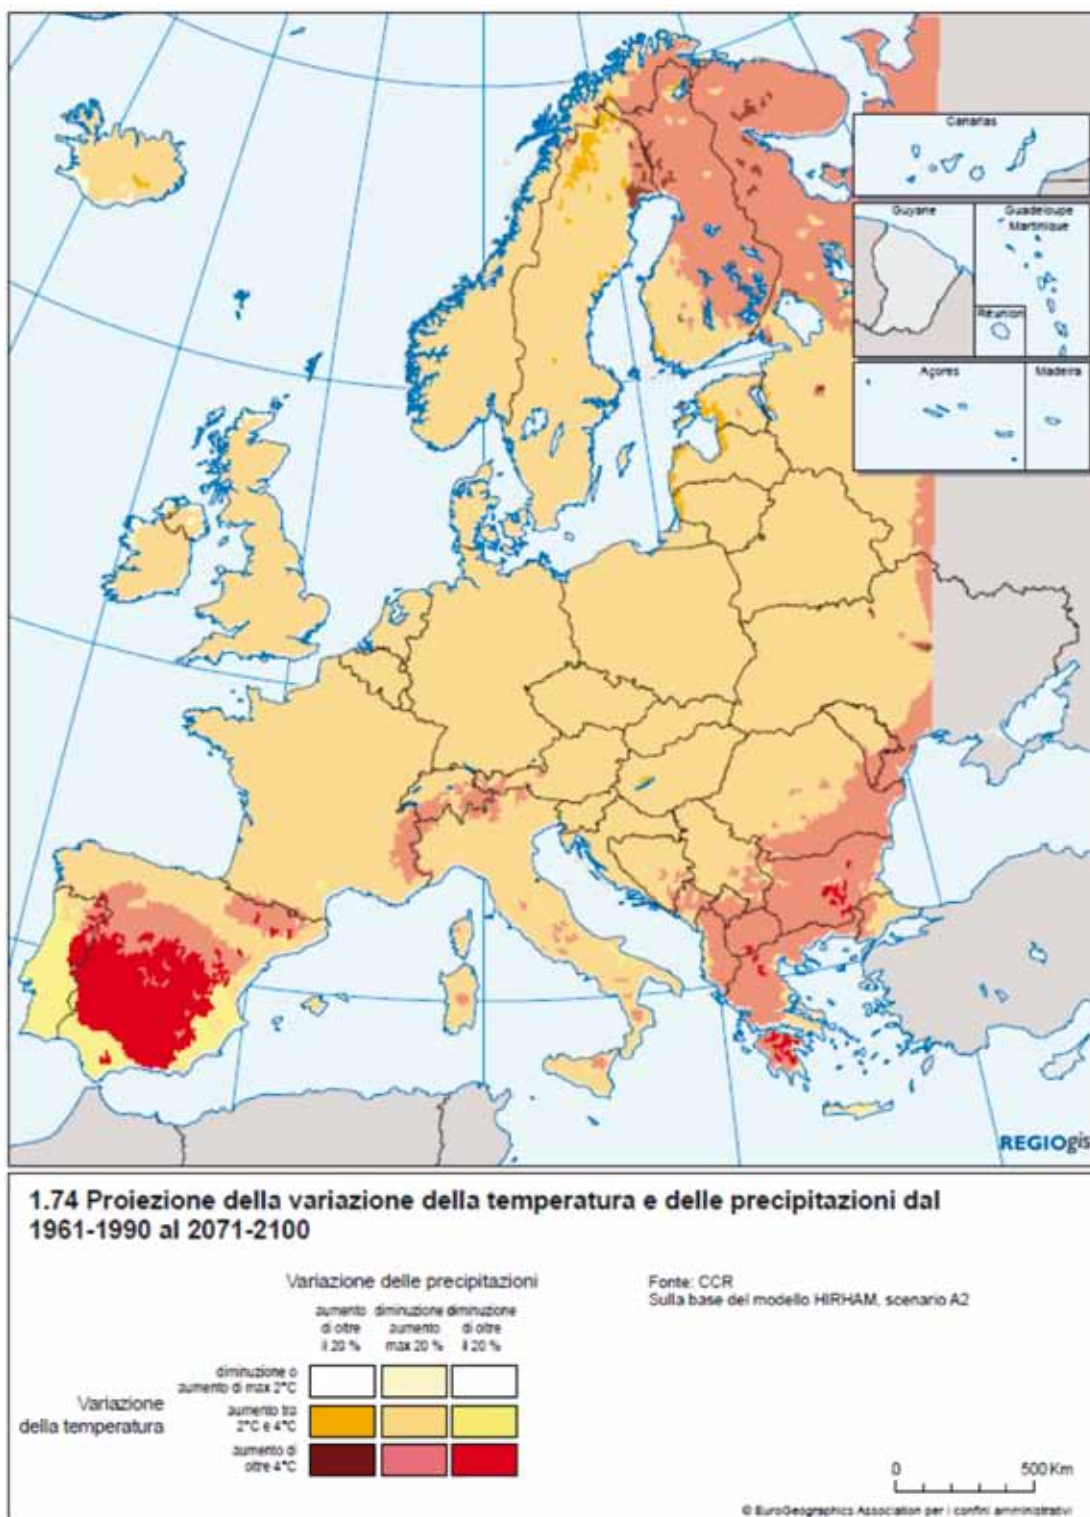 Canarias
Guyane
Guadeloupe
Martinique
Réunion
Açores
Madeira
REGIOgis
1.74 Proiezione della variazione della temperatura e delle precipitazioni dal
1961-1990 al 2071-2100
Variazione delle precipitazioni
aumento
di oltre
il 20 %
diminuzione
aumento
max 20 %
diminuzione
di oltre
il 20 %
Variazione
della temperatura
diminuzione o
aumento di max 2°C
aumento tra
2°C e 4°C
aumento di
oltre 4°C
Fonte: CCR
Sulla base del modello HIRHAM, scenario A2
0 500 Km
© EuroGeographics Association per i confini amministrativi